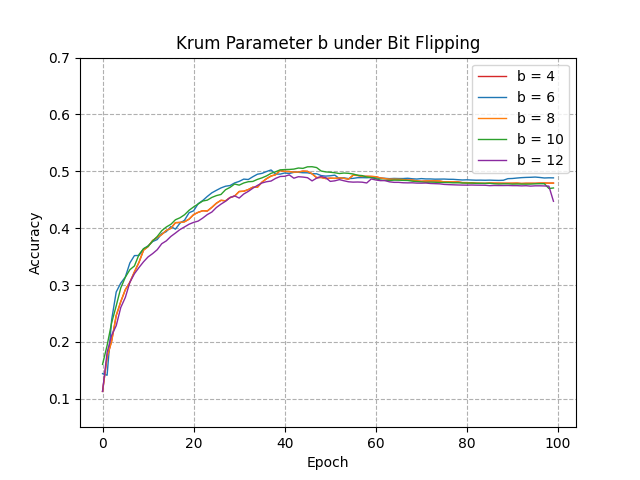 Krum Parameter b under Bit Flipping
0.7
0.6
0.5
0.4
0.3
0.2
0.1
Accuracy
b = 4
b = 6
b = 8
b = 10
b = 12
0 20 40 60 80 100
Epoch